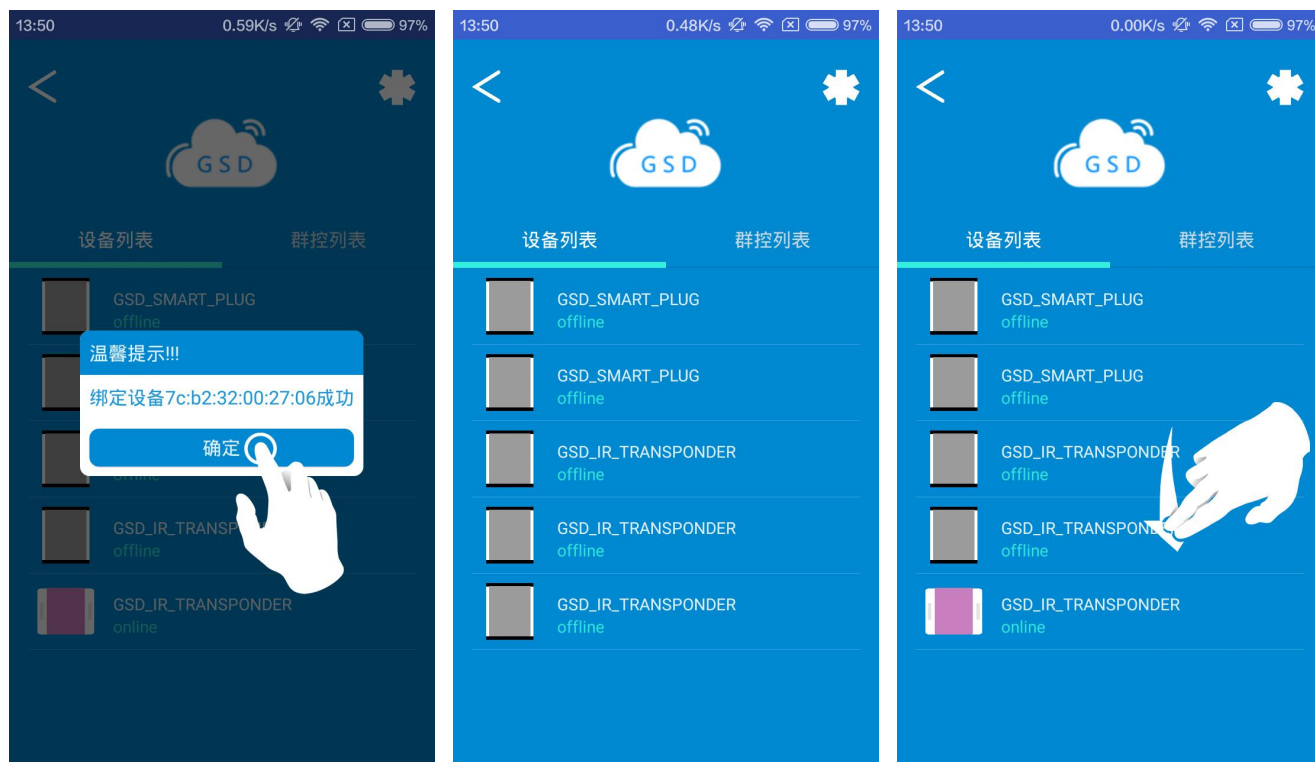 13:50 0.59K/s 97%
GSD
设备列表 群控列表
GSD_SMART_PLUG
offline
温馨提示!!!
绑定设备7c:b2:32:00:27:06成功
确定
offline
GSD_IR_TRANSP
offline
GSD_IR_TRANSPONDER
online
13:50 0.48K/s 97%
GSD
设备列表 群控列表
GSD_SMART_PLUG
offline
GSD_SMART_PLUG
offline
GSD_IR_TRANSPONDER
offline
GSD_IR_TRANSPONDER
offline
GSD_IR_TRANSPONDER
offline
13:50 0.00K/s 97%
GSD
设备列表 群控列表
GSD_SMART_PLUG
offline
GSD_SMART_PLUG
offline
GSD_IR_TRANSPONDER
offline
GSD_IR_TRANSPONDE
offline
GSD_IR_TRANSPONDER
online